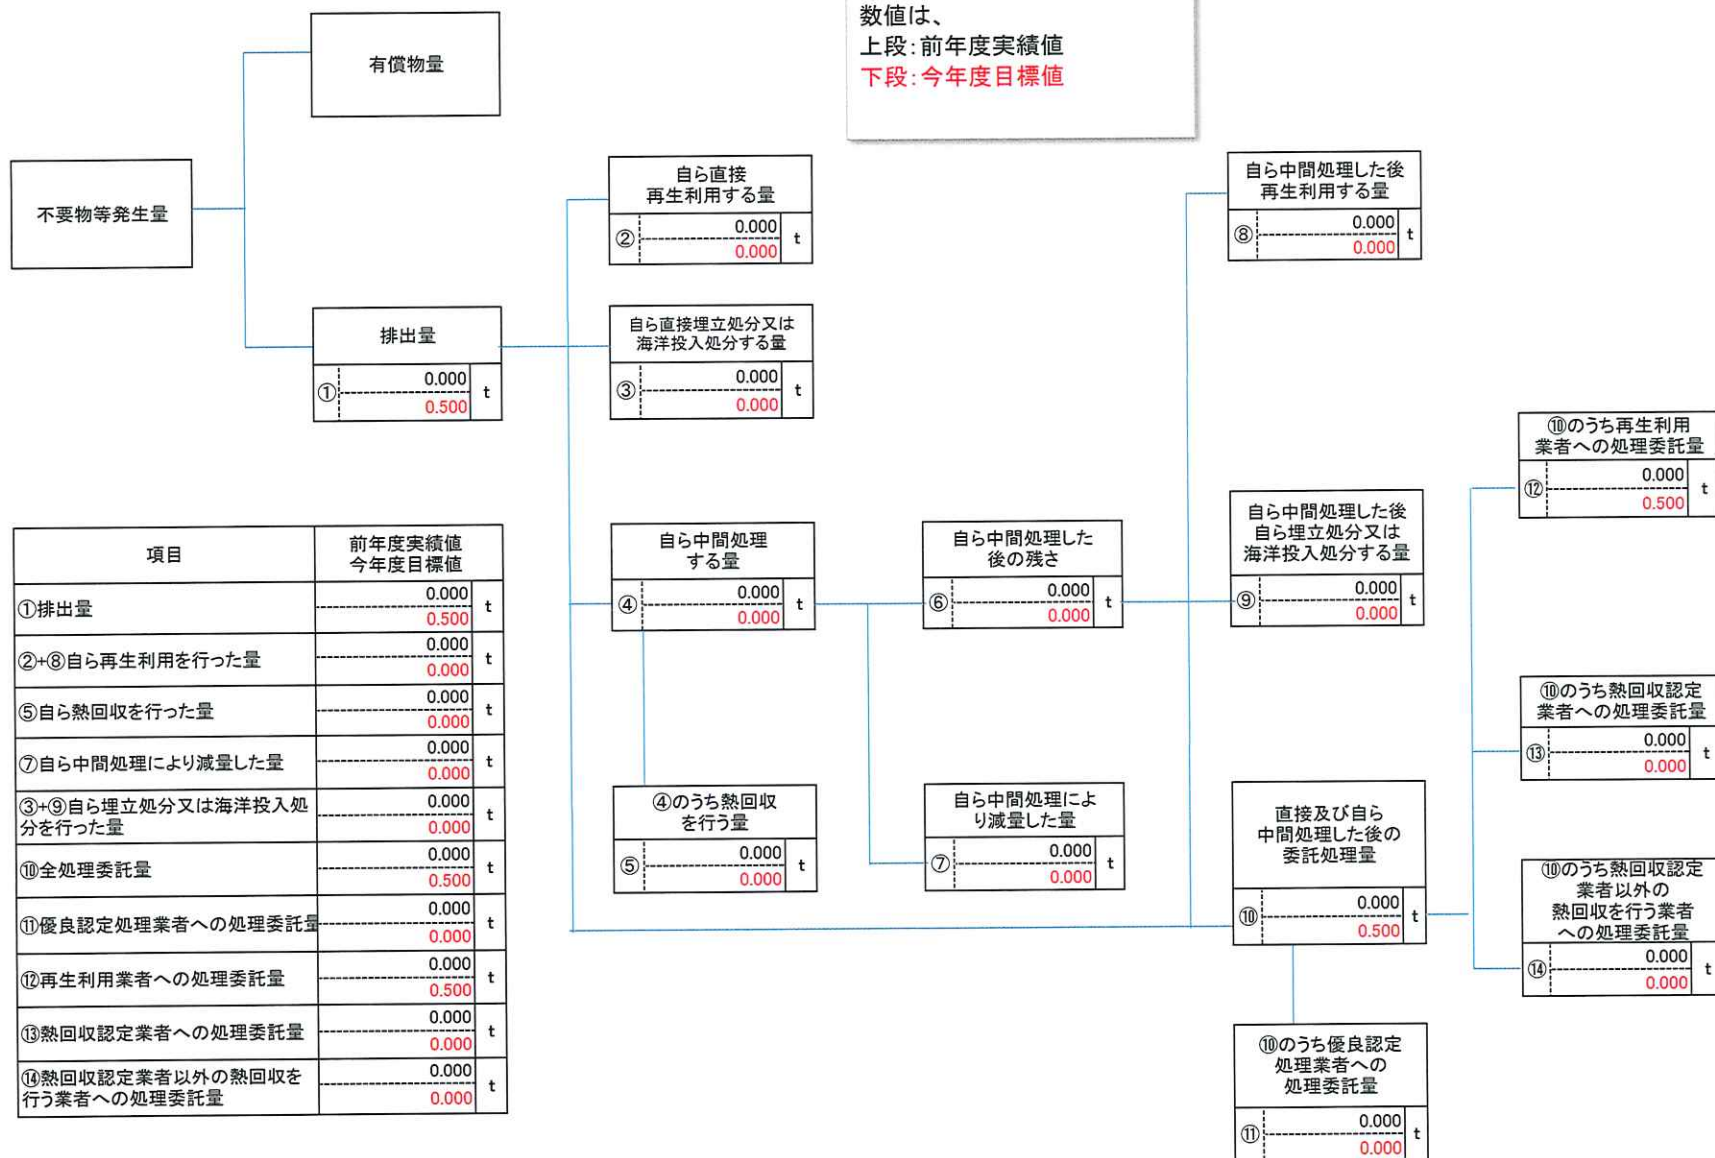 数値は、
上段:前年度実績値
下段:今年度目標値
有償物量
不要物等発生量
排出量
①
0.000
0.500
t
自ら直接
再生利用する量
②
0.000
0.000
t
自ら直接埋立処分又は
海洋投入処分する量
③
0.000
0.000
t
自ら中間処理
する量
④
0.000
0.000
t
④のうち熱回収
を行う量
⑤
0.000
0.000
t
自ら中間処理した
後の残さ
⑥
0.000
0.000
t
自ら中間処理によ
り減量した量
⑦
0.000
0.000
t
自ら中間処理した後
再生利用する量
⑧
0.000
0.000
t
自ら中間処理した後
自ら埋立処分又は
海洋投入処分する量
⑨
0.000
0.000
t
直接及び自ら
中間処理した後の
委託処理量
⑩
0.000
0.500
t
⑩のうち優良認定
処理業者への
処理委託量
⑪
0.000
0.000
t
⑩のうち再生利用
業者への処理委託量
⑫
0.000
0.500
t
⑩のうち熱回収認定
業者への処理委託量
⑬
0.000
0.000
t
⑩のうち熱回収認定
業者以外の
熱回収を行う業者
への処理委託量
⑭
0.000
0.000
t
項目
前年度実績値
今年度目標値
①排出量
0.000
0.500
t
②+⑧自ら再生利用を行った量
0.000
0.000
t
⑤自ら熱回収を行った量
0.000
0.000
t
⑦自ら中間処理により減量した量
0.000
0.000
t
③+⑨自ら埋立処分又は海洋投入処
分を行った量
0.000
0.000
t
⑩全処理委託量
0.000
0.500
t
⑪優良認定処理業者への処理委託量
0.000
0.000
t
⑫再生利用業者への処理委託量
0.000
0.500
t
⑬熱回収認定業者への処理委託量
0.000
0.000
t
⑭熱回収認定業者以外の熱回収を
行う業者への処理委託量
0.000
0.000
t